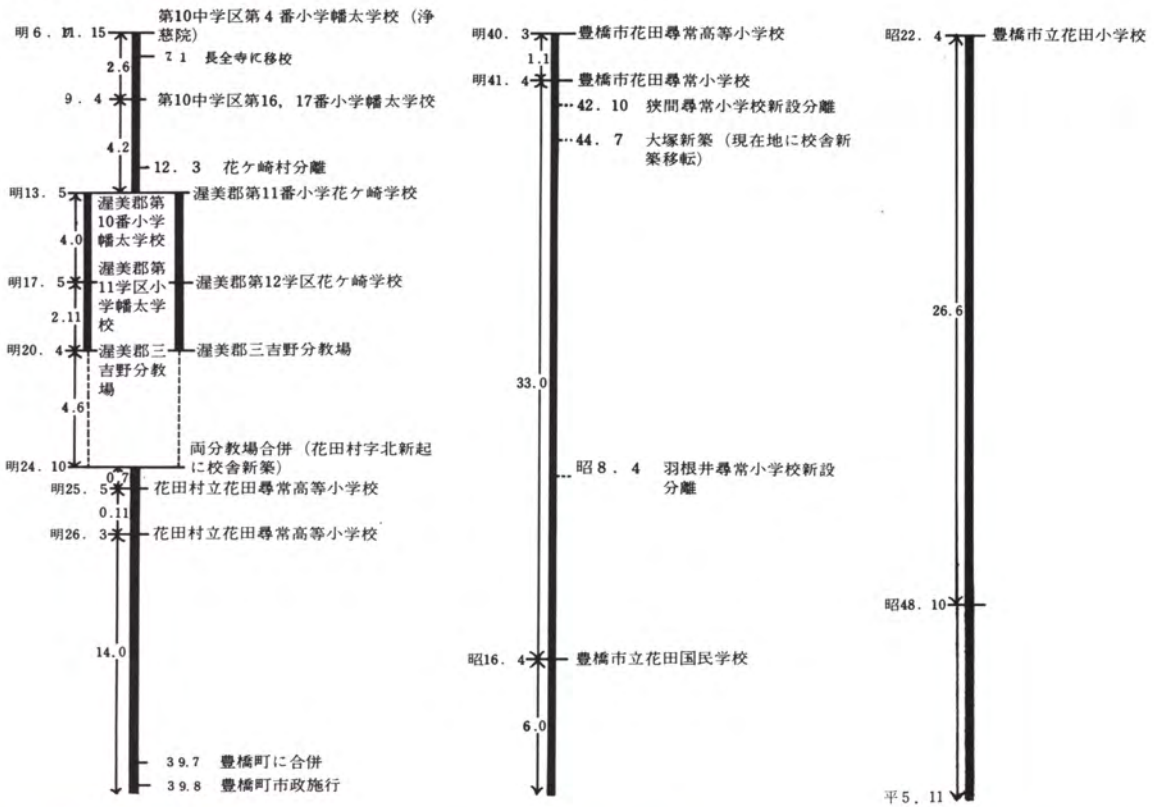 第10中学区第4番小学幡太学校（浄
慈院）
明6. 11. 15
7 1 長全寺に移校
2.6
9. 4
第10中学区第16, 17番小学幡太学校
4.2
12. 3 花ケ崎村分離
明13. 5
渥美郡第11番小学花ケ崎学校
渥美郡第
10番小学
幡太学校
4.0
渥美郡第
11学区小
学幡太学
校
明17. 5
渥美郡第12学区花ケ崎学校
2.11
明20. 4
渥美郡三
吉野分教
場
渥美郡三吉野分教場
4.6
両分教場合併（花田村字北新起
に校舎新築）
明24. 10
0.7
明25. 5
花田村立花田尋常高等小学校
0.11
明26. 3
花田村立花田尋常高等小学校
14.0
39.7 豊橋町に合併
39.8 豊橋町市政施行
明40. 3
豊橋市花田尋常高等小学校
1.1
明41. 4
豊橋市花田尋常小学校
42. 10 狭間尋常小学校新設分離
44. 7 大塚新築（現在地に校舎新
築移転）
33.0
昭8. 4 羽根井尋常小学校新設
分離
昭16. 4
豊橋市立花田国民学校
6.0
昭22. 4
豊橋市立花田小学校
26.6
昭48. 10
平5. 11